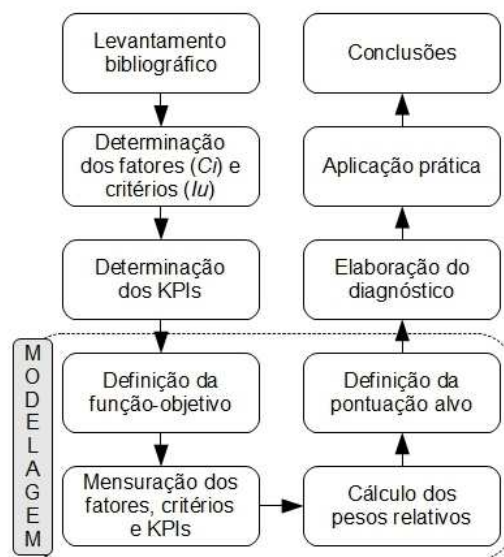 Levantamento
bibliográfico
Determinação
dos fatores (Ci) e
critérios (Iu)
Determinação
dos KPIs
MODELAGEM
Definição da
função-objetivo
Mensuração dos
fatores, critérios
e KPIs
Cálculo dos
pesos relativos
Definição da
pontuação alvo
Elaboração do
diagnóstico
Aplicação prática
Conclusões